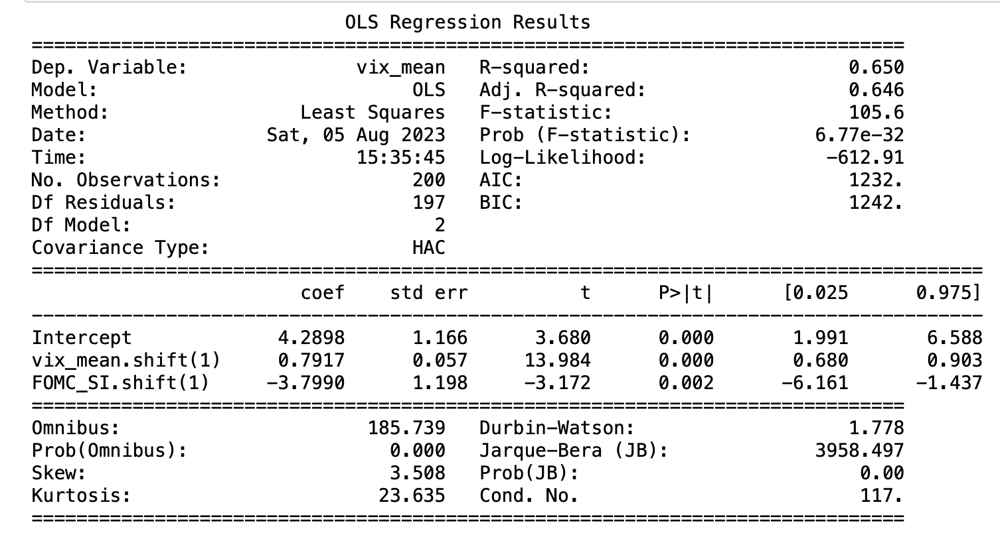 OLS Regression Results
==============================================================================
Dep. Variable: vix_mean R-squared: 0.650
Model: OLS Adj. R-squared: 0.646
Method: Least Squares F-statistic: 105.6
Date: Sat, 05 Aug 2023 Prob (F-statistic): 6.77e-32
Time: 15:35:45 Log-Likelihood: -612.91
No. Observations: 200 AIC: 1232.
Df Residuals: 197 BIC: 1242.
Df Model: 2
Covariance Type: HAC
=====================================================================================
coef std err t P>|t| [0.025 0.975]
-------------------------------------------------------------------------------------
Intercept 4.2898 1.166 3.680 0.000 1.991 6.588
vix_mean.shift(1) 0.7917 0.057 13.984 0.000 0.680 0.903
FOMC_SI.shift(1) -3.7990 1.198 -3.172 0.002 -6.161 -1.437
==============================================================================
Omnibus: 185.739 Durbin-Watson: 1.778
Prob(Omnibus): 0.000 Jarque-Bera (JB): 3958.497
Skew: 3.508 Prob(JB): 0.00
Kurtosis: 23.635 Cond. No. 117.
==============================================================================